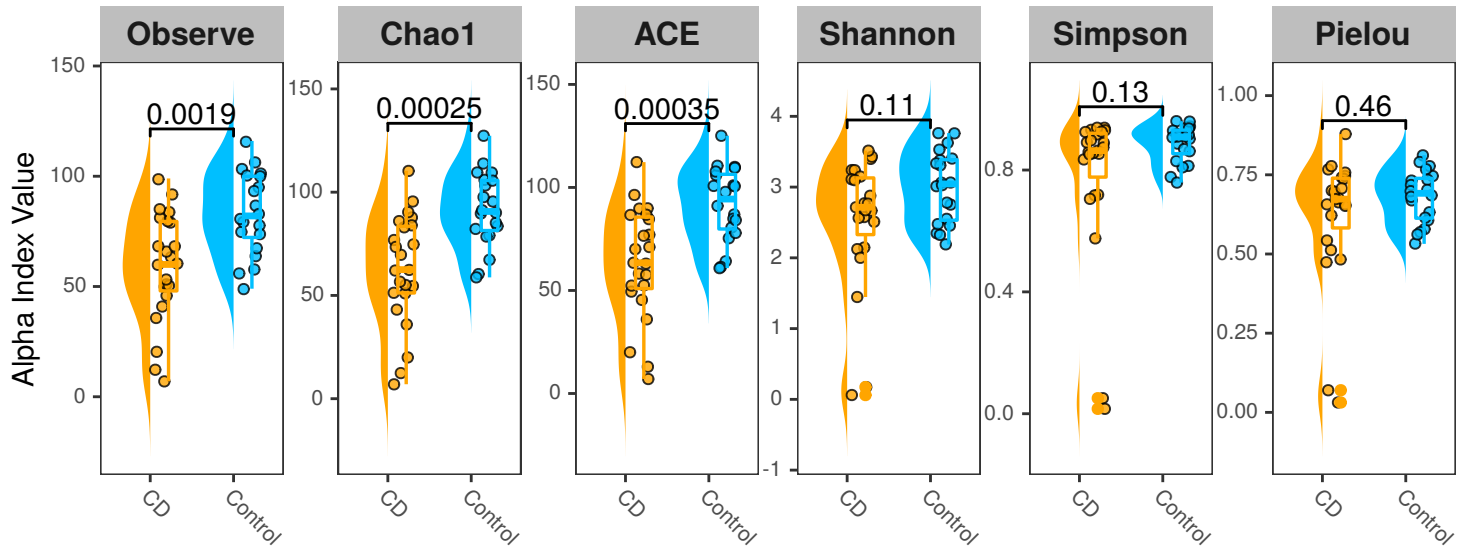 Observe
Chao1
ACE
Shannon
Simpson
Pielou
Alpha Index Value
150
100
50
0
0.0019
CD
Control
150
100
50
0
0.00025
CD
Control
150
100
50
0
0.00035
CD
Control
4
3
2
1
0
-1
0.11
CD
Control
0.8
0.4
0.0
0.13
CD
Control
1.00
0.75
0.50
0.25
0.00
0.46
CD
Control